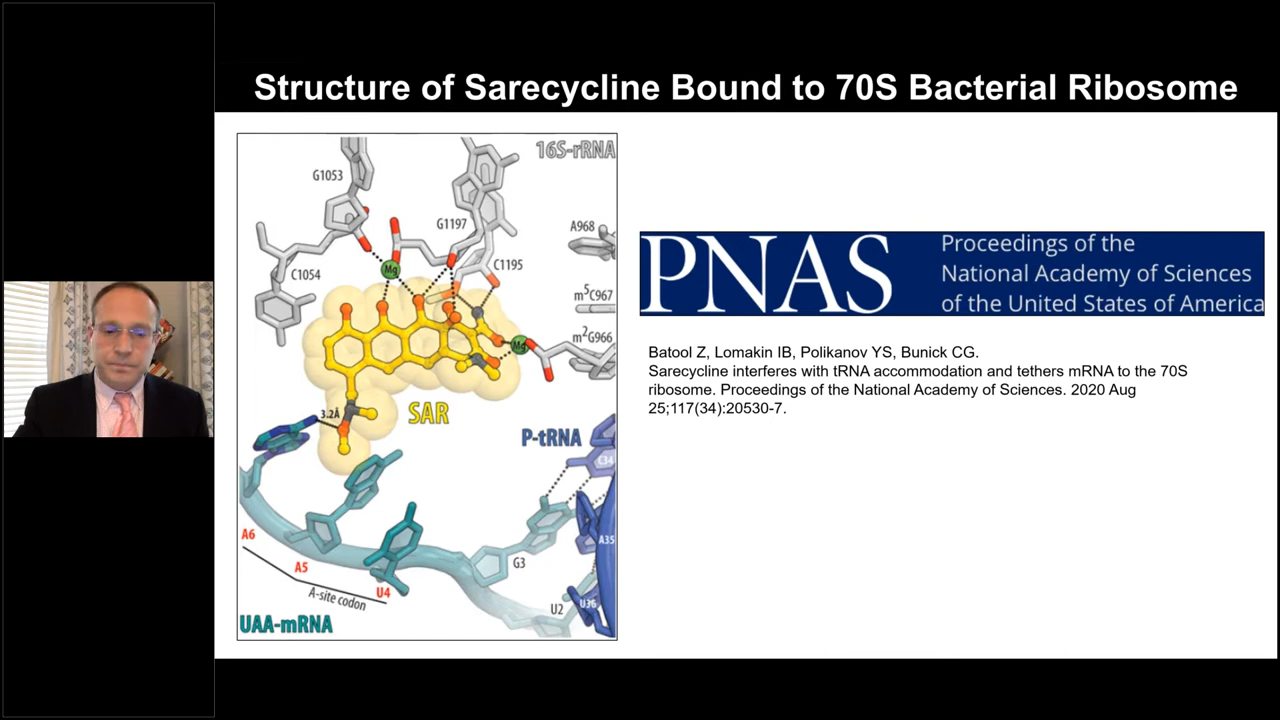 Structure of Sarecycline Bound to 70S Bacterial Ribosome
16S-rRNA
G1053
G1197
A968
C1054
Mg
C1195
m⁵C967
m²G966
Mg
3.2Å
SAR
P-tRNA
C34
A6
A5
U4
A-site codon
G3
A35
U2
U36
UAA-mRNA
PNAS
Proceedings of the
National Academy of Sciences
of the United States of America
Batool Z, Lomakin IB, Polikanov YS, Bunick CG.
Sarecycline interferes with tRNA accommodation and tethers mRNA to the 70S
ribosome. Proceedings of the National Academy of Sciences. 2020 Aug
25;117(34):20530-7.